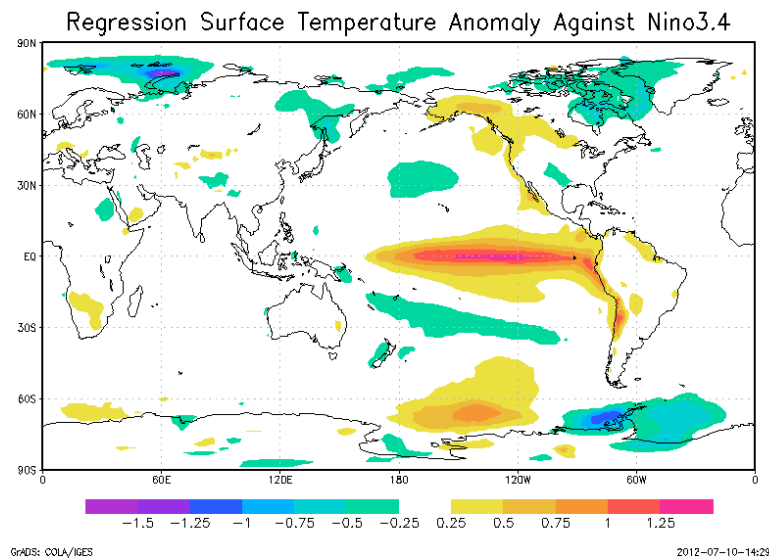 Regression Surface Temperature Anomaly Against Nino3.4
90N
60N
30N
EQ
30S
60S
90S
0 60E 120E 180 120W 60W 0
-1.5 -1.25 -1 -0.75 -0.5 -0.25 0.25 0.5 0.75 1 1.25
GrADS: COLA/IGES 2012-07-10-14:29